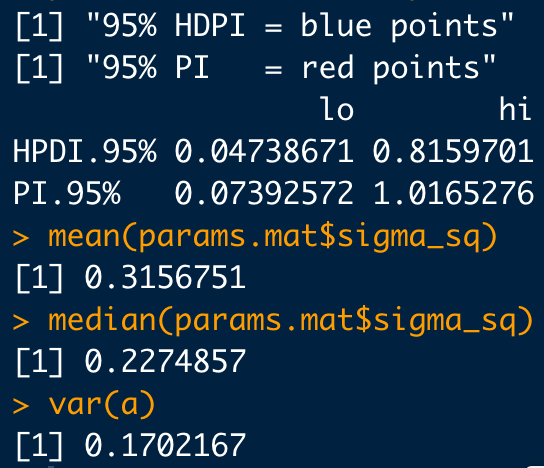 [1] "95% HDPI = blue points"
[1] "95% PI   = red points"
                   lo        hi
HPDI.95% 0.04738671 0.8159701
PI.95%   0.07392572 1.0165276
> mean(params.mat$sigma_sq)
[1] 0.3156751
> median(params.mat$sigma_sq)
[1] 0.2274857
> var(a)
[1] 0.1702167